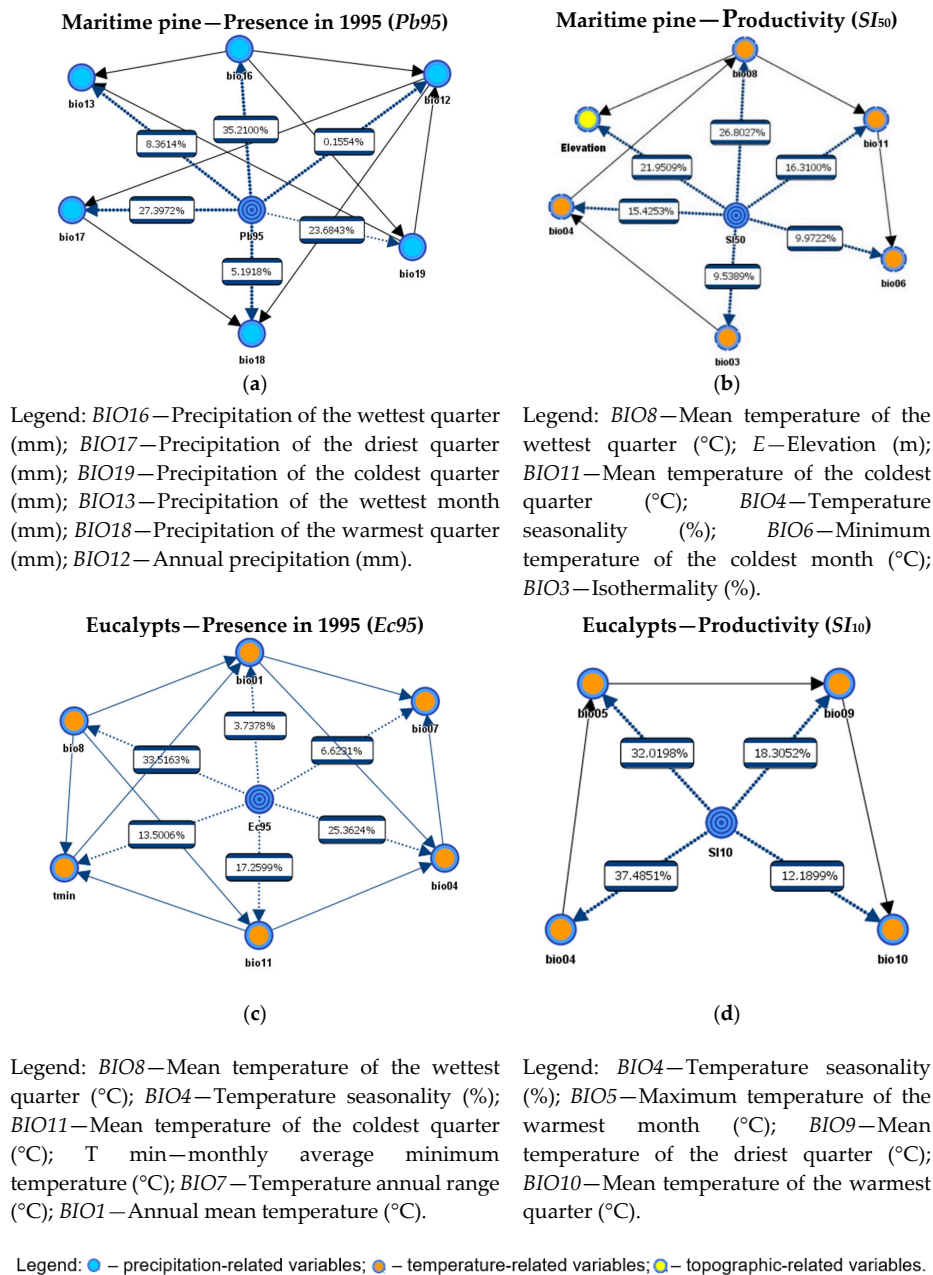 Maritime pine—Presence in 1995 (Pb95)
bio16
bio13
bio12
35.2100%
0.1554%
8.3614%
27.3972%
bio17
Pb95
23.6843%
bio19
5.1918%
bio18
(a)
Legend: BIO16—Precipitation of the wettest quarter
(mm); BIO17—Precipitation of the driest quarter
(mm); BIO19—Precipitation of the coldest quarter
(mm); BIO13—Precipitation of the wettest month
(mm); BIO18—Precipitation of the warmest quarter
(mm); BIO12—Annual precipitation (mm).
Maritime pine—Productivity (SI50)
bio08
Elevation
bio11
26.8027%
21.9509%
16.3100%
15.4253%
bio04
SI50
9.9722%
bio06
9.5389%
bio03
(b)
Legend: BIO8—Mean temperature of the
wettest quarter (°C); E—Elevation (m);
BIO11—Mean temperature of the coldest
quarter (°C); BIO4—Temperature
seasonality (%); BIO6—Minimum
temperature of the coldest month (°C);
BIO3—Isothermality (%).
Eucalypts—Presence in 1995 (Ec95)
bio01
bio8
bio07
3.7378%
6.6231%
33.5163%
Ec95
13.5006%
25.3624%
17.2599%
tmin
bio04
bio11
(c)
Legend: BIO8—Mean temperature of the wettest
quarter (°C); BIO4—Temperature seasonality (%);
BIO11—Mean temperature of the coldest quarter
(°C); T min—monthly average minimum
temperature (°C); BIO7—Temperature annual range
(°C); BIO1—Annual mean temperature (°C).
Eucalypts—Productivity (SI10)
bio05
bio09
32.0198%
18.3052%
SI10
37.4851%
12.1899%
bio04
bio10
(d)
Legend: BIO4—Temperature seasonality
(%); BIO5—Maximum temperature of the
warmest month (°C); BIO9—Mean
temperature of the driest quarter (°C);
BIO10—Mean temperature of the warmest
quarter (°C).
Legend: – precipitation-related variables; – temperature-related variables; – topographic-related variables.